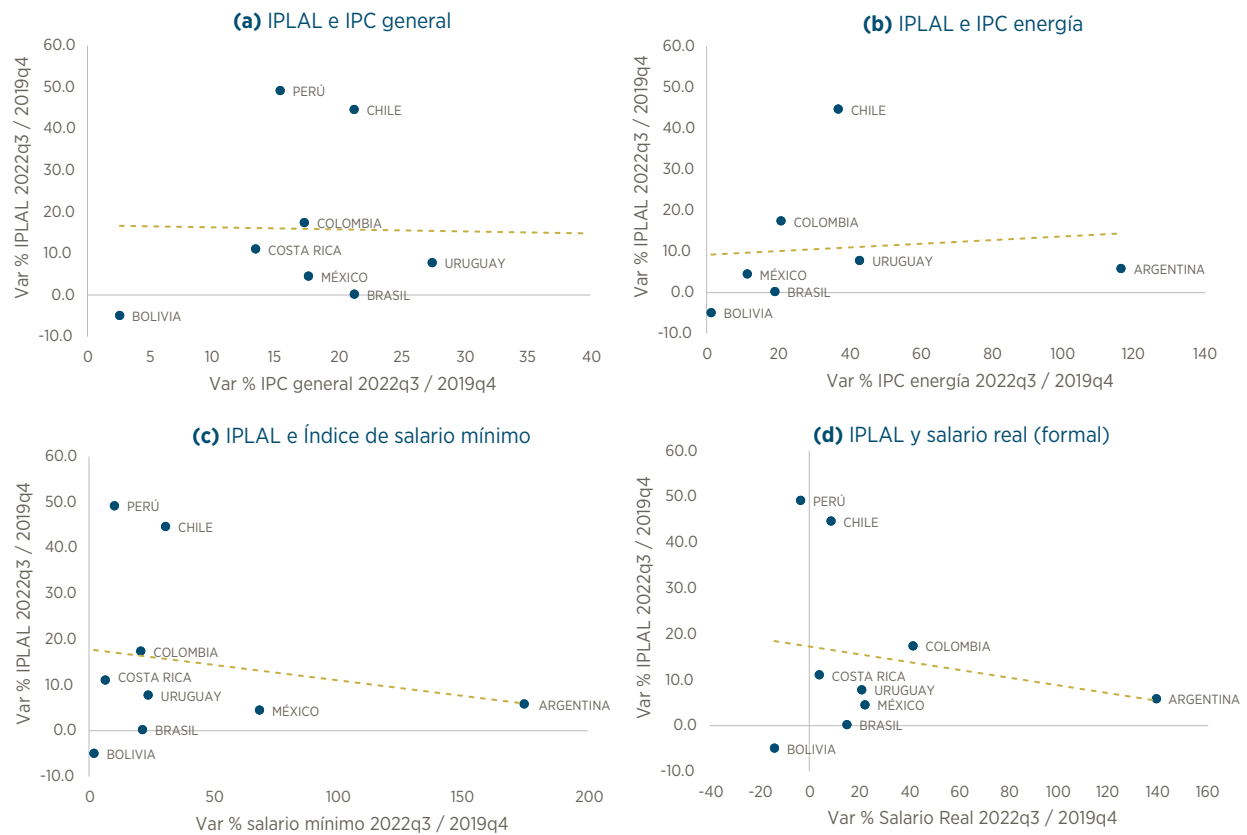 (a) IPLAL e IPC general
60.0
50.0
40.0
30.0
20.0
10.0
0.0
-10.0
Var % IPLAL 2022q3 / 2019q4
PERÚ
CHILE
COLOMBIA
COSTA RICA
URUGUAY
MÉXICO
BRASIL
BOLIVIA
0 5 10 15 20 25 30 35 40
Var % IPC general 2022q3 / 2019q4
(b) IPLAL e IPC energía
60.0
50.0
40.0
30.0
20.0
10.0
0.0
-10.0
Var % IPLAL 2022q3 / 2019q4
CHILE
COLOMBIA
URUGUAY
ARGENTINA
MÉXICO
BRASIL
BOLIVIA
0 20 40 60 80 100 120 140
Var % IPC energía 2022q3 / 2019q4
(c) IPLAL e Índice de salario mínimo
60.0
50.0
40.0
30.0
20.0
10.0
0.0
-10.0
Var % IPLAL 2022q3 / 2019q4
PERÚ
CHILE
COLOMBIA
COSTA RICA
URUGUAY
MÉXICO
ARGENTINA
BRASIL
BOLIVIA
0 50 100 150 200
Var % salario mínimo 2022q3 / 2019q4
(d) IPLAL y salario real (formal)
60.0
50.0
40.0
30.0
20.0
10.0
0.0
-10.0
Var % IPLAL 2022q3 / 2019q4
PERÚ
CHILE
COLOMBIA
COSTA RICA
URUGUAY
MÉXICO
ARGENTINA
BRASIL
BOLIVIA
-40 -20 0 20 40 60 80 100 120 140 160
Var % Salario Real 2022q3 / 2019q4